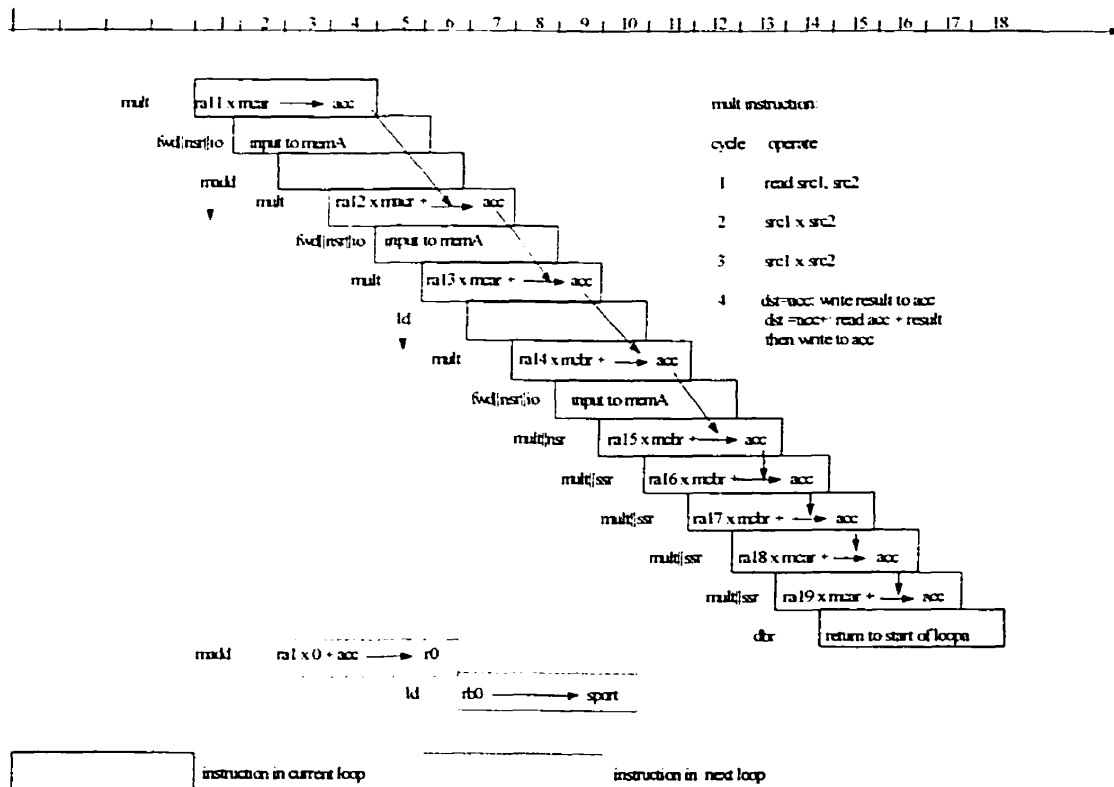 2 3 4 5 6 7 8 9 10 11 12 13 14 15 16 17 18
mult ra11 x mcar acc
fwd||nsr||io input to memA
madd
mult ra12 x mcar + acc
fwd||nsr||io input to memA
mult ra13 x mcar + acc
ld
mult ra14 x mcbr + acc
fwd||nsr||io input to memA
mult||nsr ra15 x mcbr + acc
mult||ssr ra16 x mcbr + acc
mult||ssr ra17 x mcbr + acc
mult||ssr ra18 x mcar + acc
mult||ssr ra19 x mcar + acc
dbr return to start of loopa
madd ra1 x 0 + acc r0
ld rb0 sport
instruction in current loop
instruction in next loop
mult instruction:
cycle operate
1 read src1, src2
2 src1 x src2
3 src1 x src2
4 dst=acc: write result to acc
dst =acc+: read acc + result
then write to acc